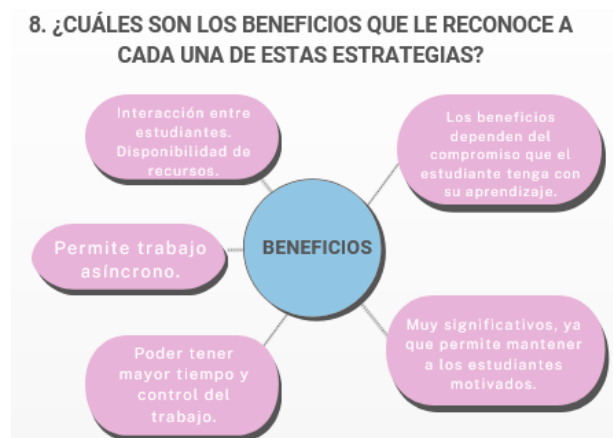 8. ¿CUÁLES SON LOS BENEFICIOS QUE LE RECONOCE A
CADA UNA DE ESTAS ESTRATEGIAS?
Interacción entre
estudiantes.
Disponibilidad de
recursos.
Los beneficios
dependen del
compromiso que el
estudiante tenga con
su aprendizaje.
BENEFICIOS
Permite trabajo
asíncrono.
Poder tener
mayor tiempo y
control del
trabajo.
Muy significativos, ya
que permite mantener
a los estudiantes
motivados.